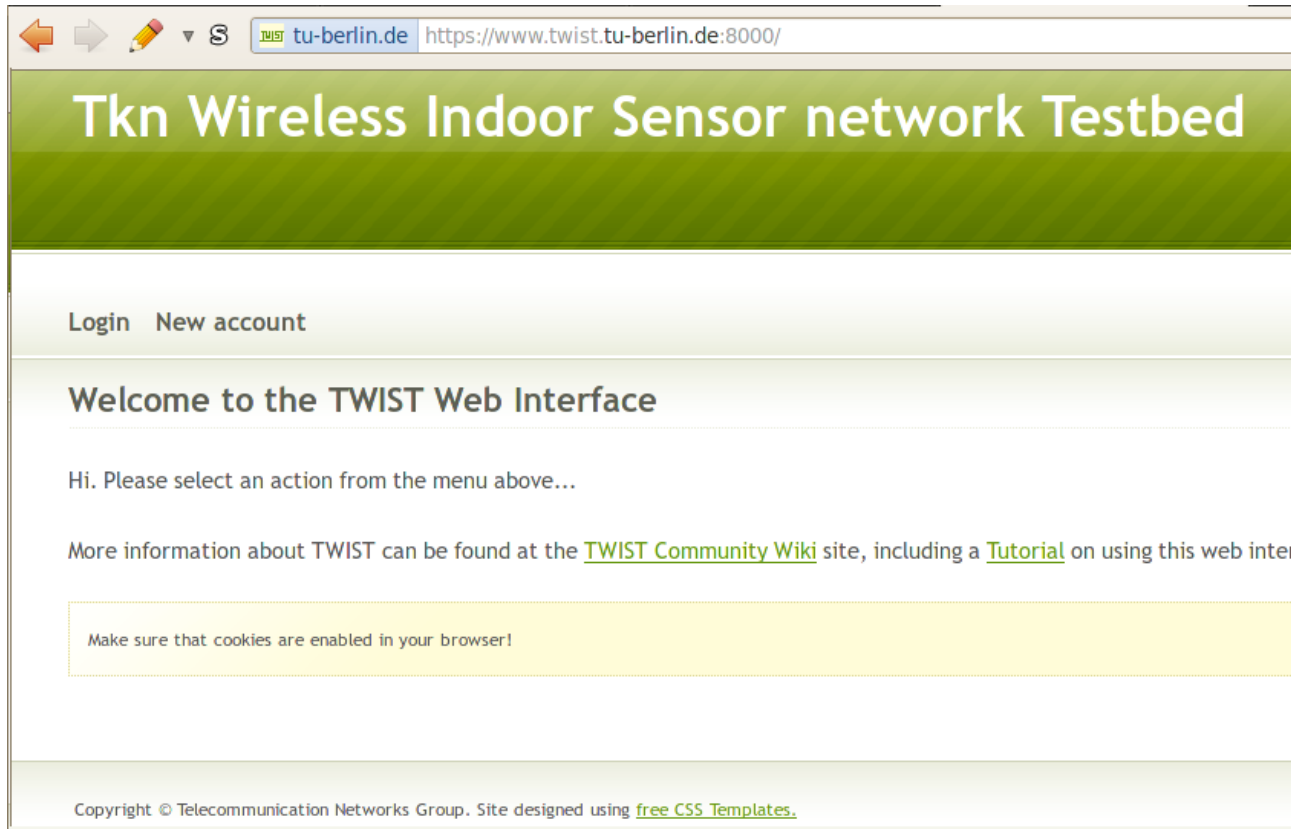 S TWIST tu-berlin.de https://www.twist.tu-berlin.de:8000/
Tkn Wireless Indoor Sensor network Testbed
Login New account
Welcome to the TWIST Web Interface
Hi. Please select an action from the menu above...
More information about TWIST can be found at the TWIST Community Wiki site, including a Tutorial on using this web inter
Make sure that cookies are enabled in your browser!
Copyright © Telecommunication Networks Group. Site designed using free CSS Templates.